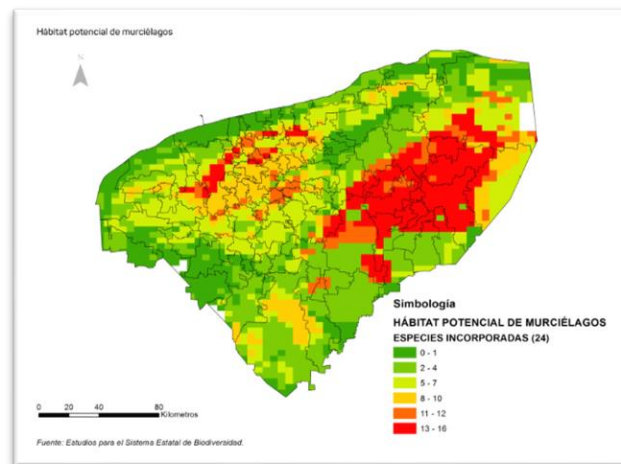 Hábitat potencial de murciélagos
N
Simbología
HÁBITAT POTENCIAL DE MURCIÉLAGOS
ESPECIES INCORPORADAS (24)
0 - 1
2 - 4
5 - 7
8 - 10
11 - 12
13 - 16
0 20 40 80
Kilometros
Fuente: Estudios para el Sistema Estatal de Biodiversidad.